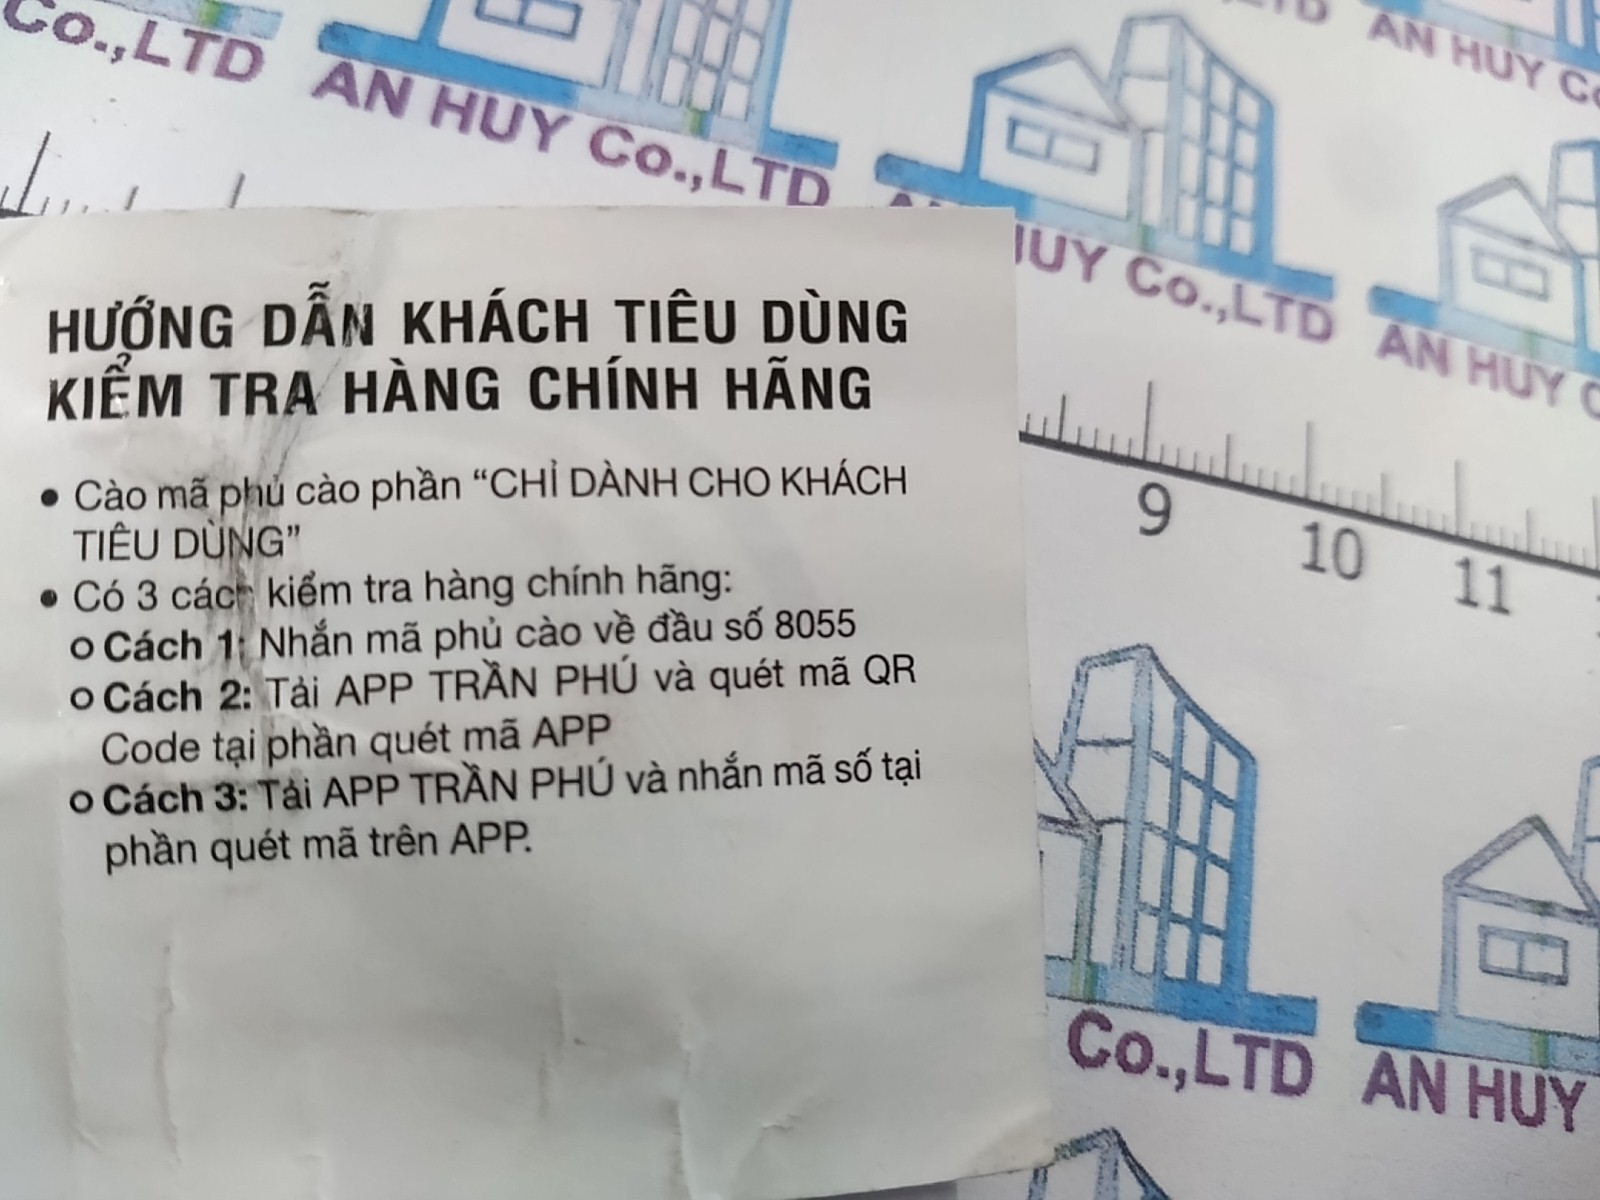 Co.,LTD AN HUY Co.,LTD
AN HUY Co
HUY Co.,LTD AN HUY
HƯỚNG DẪN KHÁCH TIÊU DÙNG
KIỂM TRA HÀNG CHÍNH HÃNG
• Cào mã phủ cào phần “CHỈ DÀNH CHO KHÁCH
TIÊU DÙNG”
• Có 3 cách kiểm tra hàng chính hãng:
o Cách 1: Nhắn mã phủ cào về đầu số 8055
o Cách 2: Tải APP TRẦN PHÚ và quét mã QR
Code tại phần quét mã APP
o Cách 3: Tải APP TRẦN PHÚ và nhắn mã số tại
phần quét mã trên APP.
9 10 11
Co.,LTD AN HUY